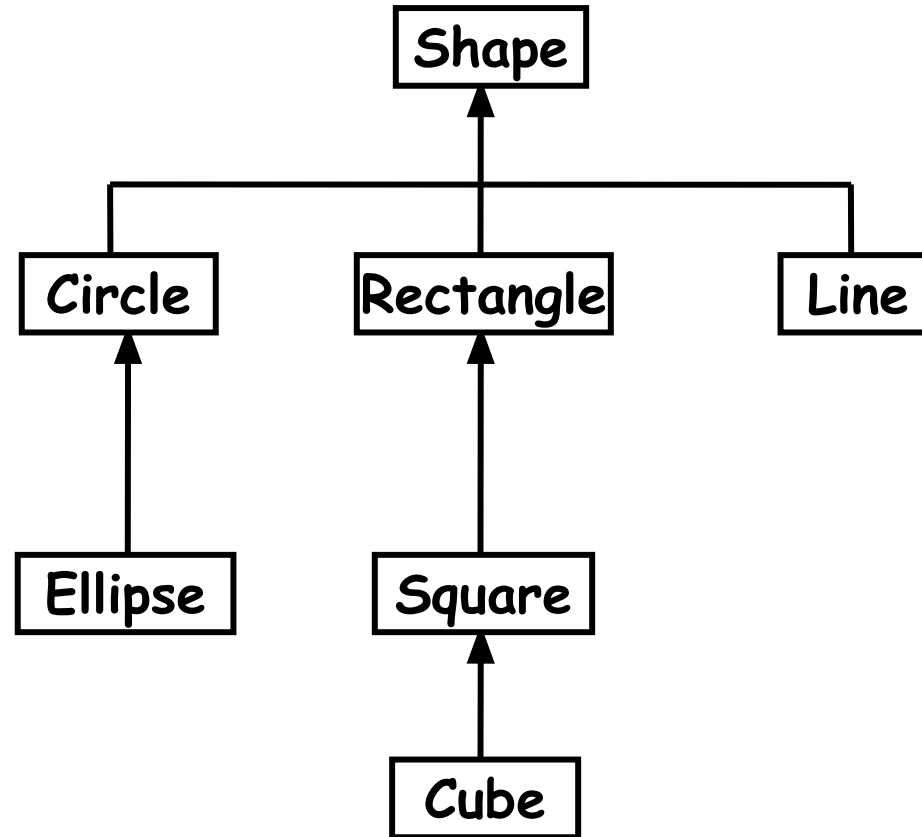 Shape
Circle
Rectangle
Line
Ellipse
Square
Cube